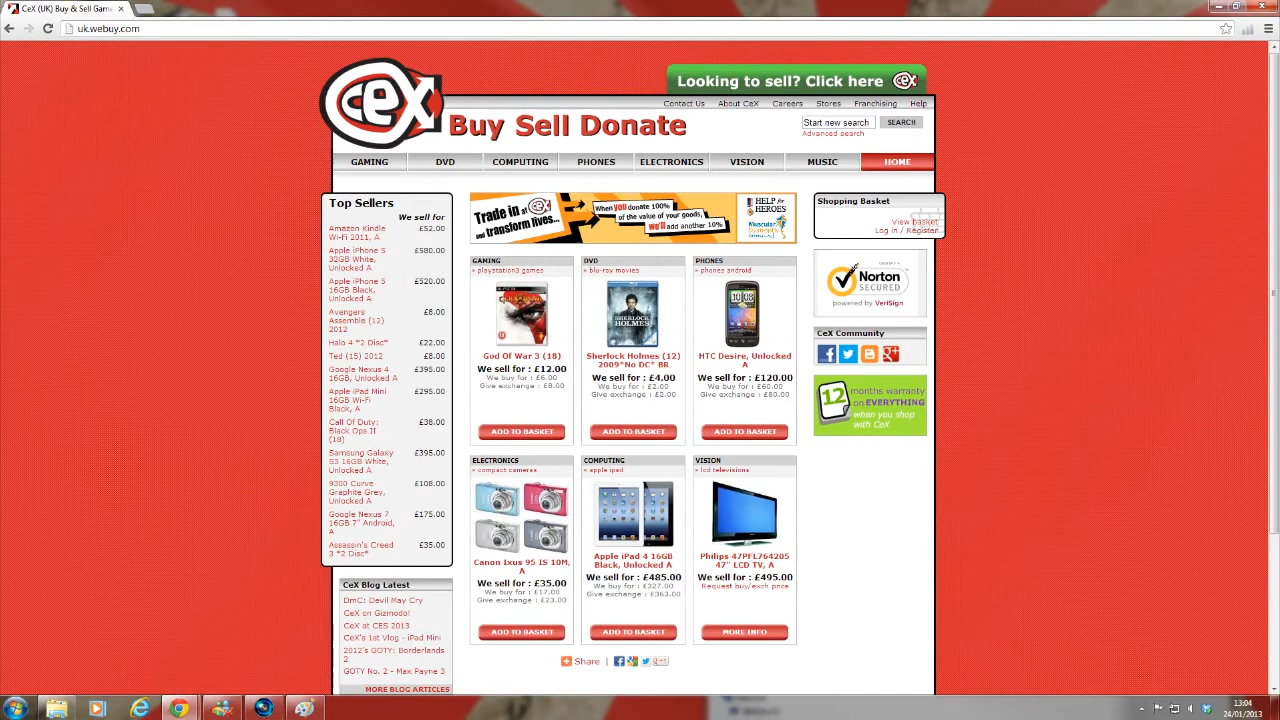 CeX (UK) Buy & Sell Game
uk.webuy.com
Looking to sell? Click here cex
cex
Contact Us About CeX Careers Stores Franchising Help
Buy Sell Donate
Start new search SEARCH
Advanced search
GAMING DVD COMPUTING PHONES ELECTRONICS VISION MUSIC HOME
Top Sellers
We sell for
Amazon Kindle £52.00
Wi-Fi 2011, A
Apple iPhone 5 £580.00
32GB White,
Unlocked A
Apple iPhone 5 £520.00
16GB Black,
Unlocked A
Avengers £8.00
Assemble (12)
2012
Halo 4 *2 Disc* £22.00
Ted (15) 2012 £8.00
Google Nexus 4 £395.00
16GB, Unlocked A
Apple iPad Mini £295.00
16GB Wi-Fi
Black, A
Call Of Duty: £38.00
Black Ops II
(18)
Samsung Galaxy £395.00
S3 16GB White,
Unlocked A
9300 Curve £108.00
Graphite Grey,
Unlocked A
Google Nexus 7 £175.00
16GB 7" Android,
A
Assassin's Creed £35.00
3 *2 Disc*
CeX Blog Latest
DmC: Devil May Cry
CeX on Gizmodo!
CeX at CES 2013
CeX's 1st Vlog - iPad Mini
2012's GOTY: Borderlands
2
GOTY No. 2 - Max Payne 3
MORE BLOG ARTICLES
Trade in at cex
and transform lives...
When YOU donate 100%
of the value of your goods,
We'll add another 10%
HELP for
HEROES
Muscular
Dystrophy
GAMING
» playstation3 games
God Of War 3 (18)
We sell for : £12.00
We buy for : £6.00
Give exchange : £8.00
ADD TO BASKET
DVD
» blu-ray movies
SHERLOCK
HOLMES
Sherlock Holmes (12)
2009*No DC* BR
We sell for : £4.00
We buy for : £2.00
Give exchange : £2.00
ADD TO BASKET
PHONES
» phones android
HTC Desire, Unlocked
A
We sell for : £120.00
We buy for : £60.00
Give exchange : £80.00
ADD TO BASKET
ELECTRONICS
» compact cameras
Canon Ixus 95 IS 10M,
A
We sell for : £35.00
We buy for : £17.00
Give exchange : £23.00
ADD TO BASKET
COMPUTING
» apple ipad
Apple iPad 4 16GB
Black, Unlocked A
We sell for : £485.00
We buy for : £327.00
Give exchange : £363.00
ADD TO BASKET
VISION
» lcd televisions
Philips 47PFL764205
47" LCD TV, A
We sell for : £495.00
Request buy/exch price
MORE INFO
Share |
Shopping Basket
View basket
Log in / Register
Norton
SECURED
powered by VeriSign
CeX Community
12 months warranty
on EVERYTHING
when you shop
with CeX
13:04
24/01/2013